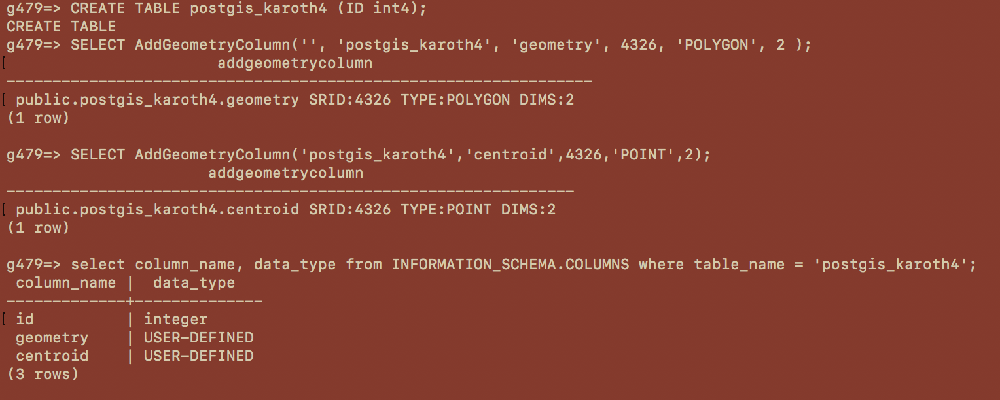 g479=> CREATE TABLE postgis_karoth4 (ID int4);
CREATE TABLE
g479=> SELECT AddGeometryColumn('', 'postgis_karoth4', 'geometry', 4326, 'POLYGON', 2 );
[                       addgeometrycolumn
----------------------------------------------------------------
[ public.postgis_karoth4.geometry SRID:4326 TYPE:POLYGON DIMS:2
(1 row)

g479=> SELECT AddGeometryColumn('postgis_karoth4','centroid',4326,'POINT',2);
                      addgeometrycolumn
--------------------------------------------------------------
[ public.postgis_karoth4.centroid SRID:4326 TYPE:POINT DIMS:2
(1 row)

g479=> select column_name, data_type from INFORMATION_SCHEMA.COLUMNS where table_name = 'postgis_karoth4';
 column_name |  data_type
-------------+--------------
[ id          | integer
 geometry    | USER-DEFINED
 centroid    | USER-DEFINED
(3 rows)